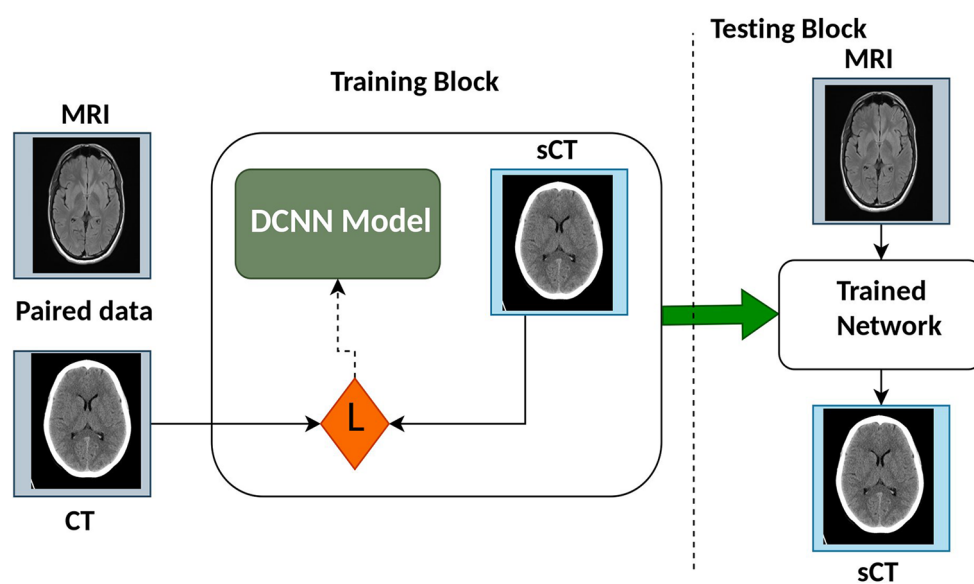 Testing Block
MRI
Training Block
MRI
sCT
DCNN Model
Paired data
Trained
Network
L
CT
sCT